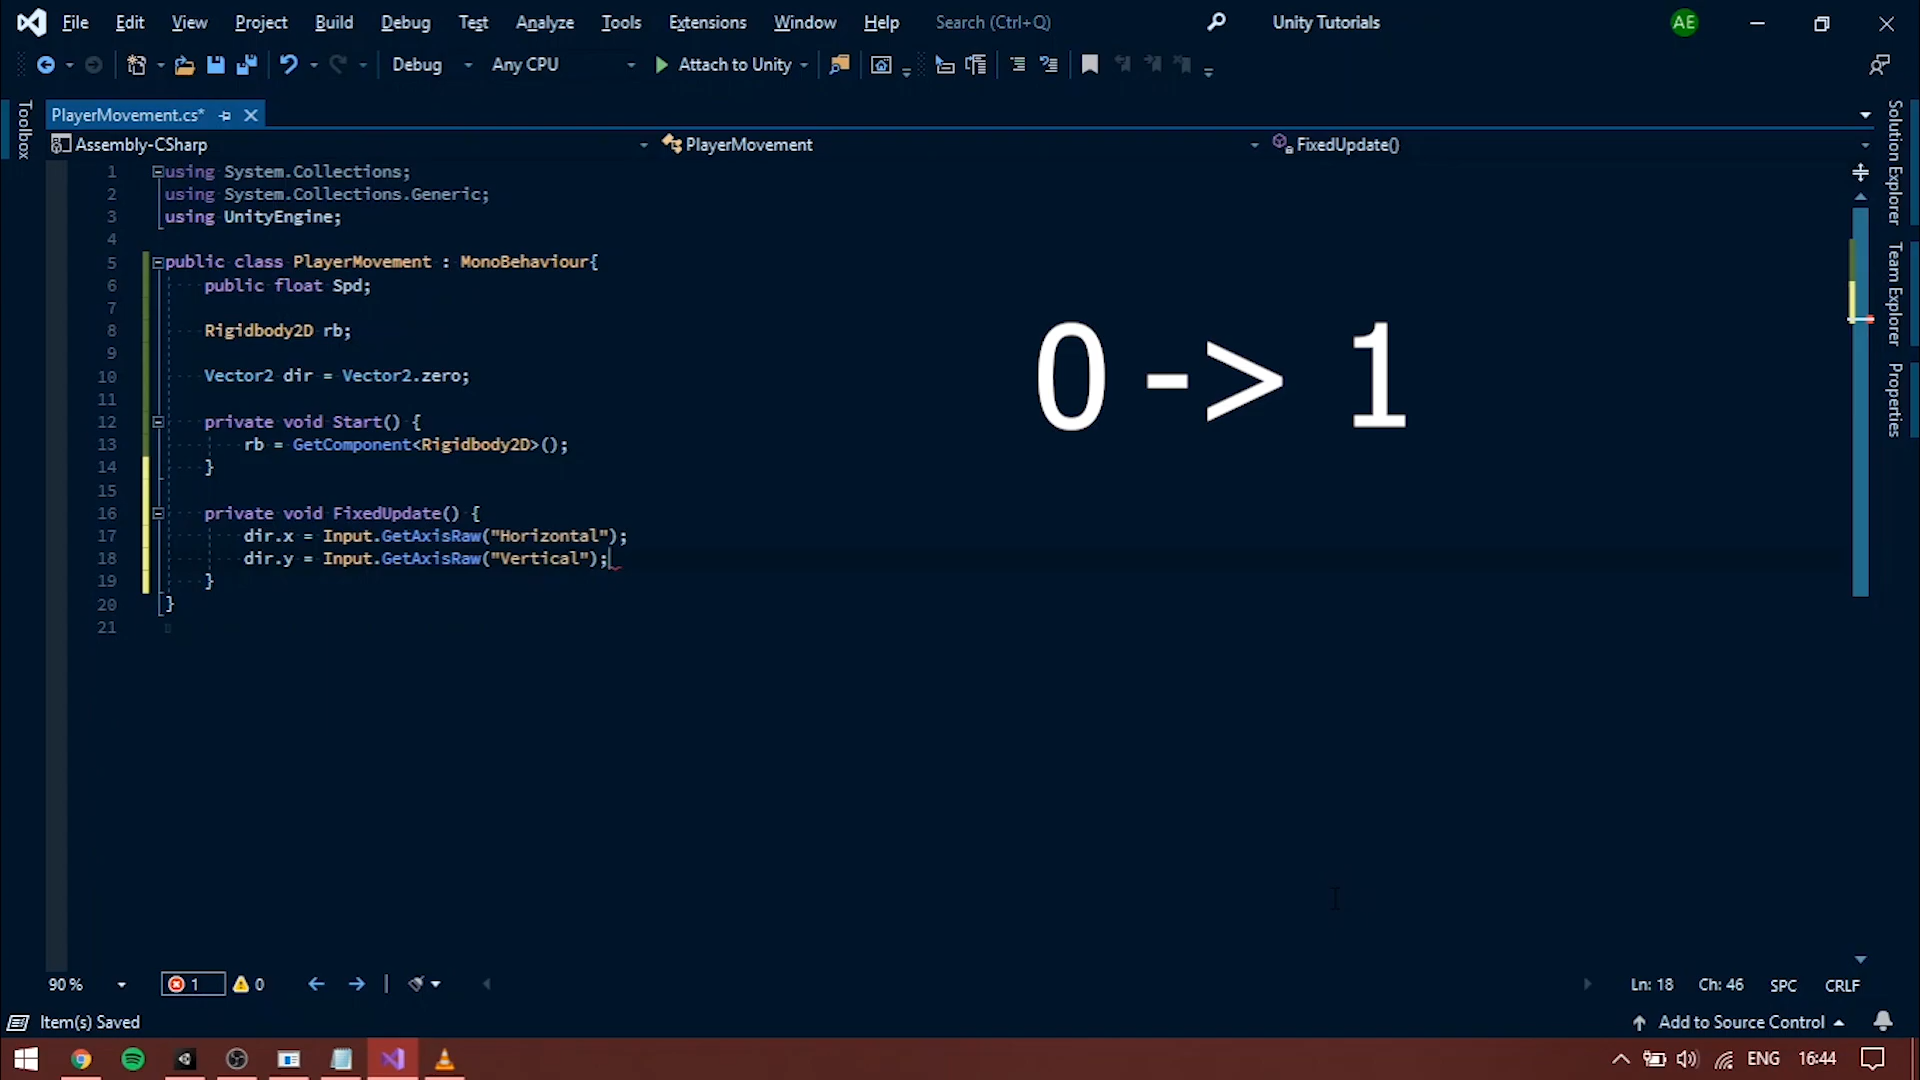 File Edit View Project Build Debug Test Analyze Tools Extensions Window Help Search (Ctrl+Q) Unity Tutorials AE
Debug Any CPU Attach to Unity
PlayerMovement.cs*
Assembly-CSharp PlayerMovement FixedUpdate()
Toolbox
Solution Explorer
Team Explorer
Properties
1 using System.Collections;
2 using System.Collections.Generic;
3 using UnityEngine;
4
5 public class PlayerMovement : MonoBehaviour{
6 public float Spd;
7
8 Rigidbody2D rb;
9
10 Vector2 dir = Vector2.zero;
11
12 private void Start() {
13 rb = GetComponent<Rigidbody2D>();
14 }
15
16 private void FixedUpdate() {
17 dir.x = Input.GetAxisRaw("Horizontal");
18 dir.y = Input.GetAxisRaw("Vertical");
19 }
20 }
21
0 -> 1
90 % 1 0 Ln: 18 Ch: 46 SPC CRLF
Item(s) Saved Add to Source Control
ENG 16:44